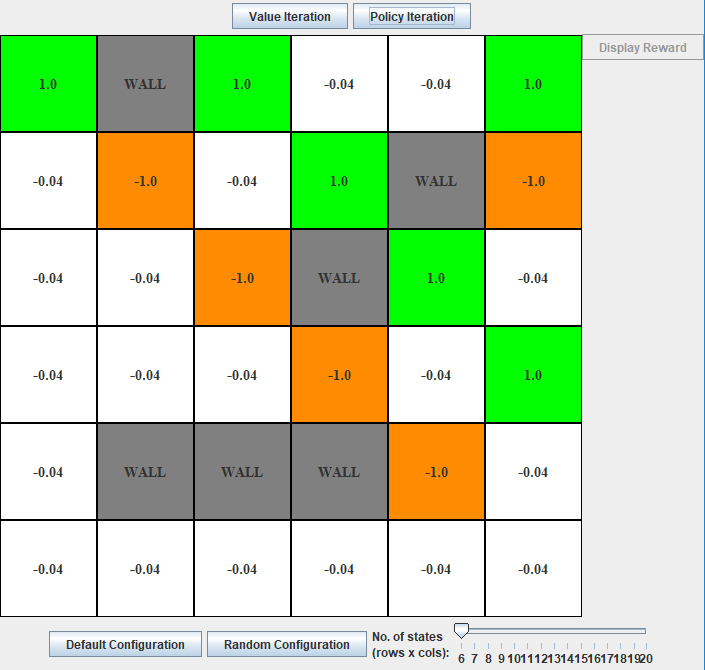 Value Iteration Policy Iteration
1.0 WALL 1.0 -0.04 -0.04 1.0 Display Reward
-0.04 -1.0 -0.04 1.0 WALL -1.0
-0.04 -0.04 -1.0 WALL 1.0 -0.04
-0.04 -0.04 -0.04 -1.0 -0.04 1.0
-0.04 WALL WALL WALL -1.0 -0.04
-0.04 -0.04 -0.04 -0.04 -0.04 -0.04
Default Configuration Random Configuration No. of states
(rows x cols): 6 7 8 9 10 11 12 13 14 15 16 17 18 19 20